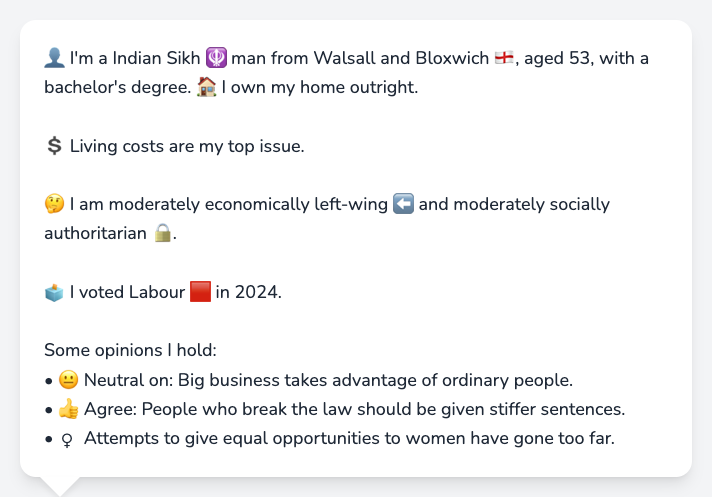 👤 I'm a Indian Sikh 🪯 man from Walsall and Bloxwich 🏴󠁧󠁢󠁥󠁮󠁧󠁿, aged 53, with a
bachelor's degree. 🏠 I own my home outright.
💲 Living costs are my top issue.
🤔 I am moderately economically left-wing ⬅️ and moderately socially
authoritarian 🔒.
🗳️ I voted Labour 🟥 in 2024.
Some opinions I hold:
• 😐 Neutral on: Big business takes advantage of ordinary people.
• 👍 Agree: People who break the law should be given stiffer sentences.
• ♀ Attempts to give equal opportunities to women have gone too far.